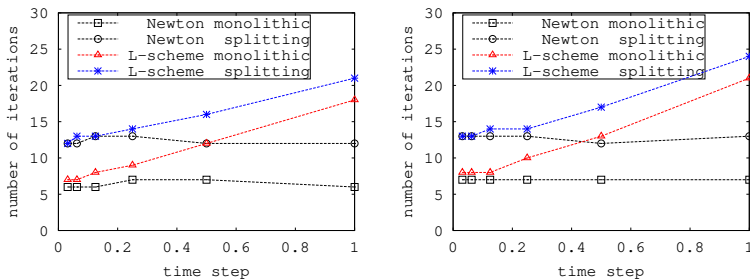 30
25
20
15
10
5
0
number of iterations
Newton monolithic
Newton splitting
L-scheme monolithic
L-scheme splitting
0 0.2 0.4 0.6 0.8 1
time step
30
25
20
15
10
5
0
number of iterations
Newton monolithic
Newton splitting
L-scheme monolithic
L-scheme splitting
0 0.2 0.4 0.6 0.8 1
time step